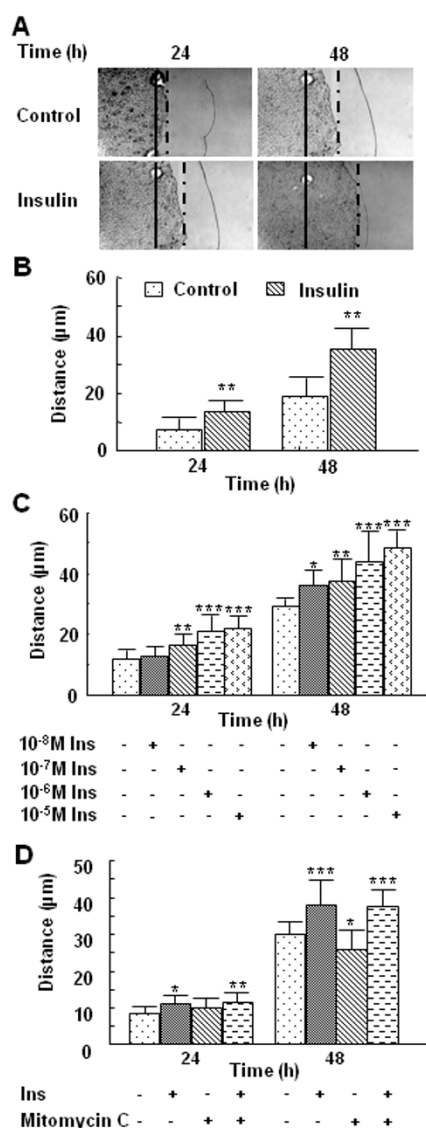 A
Time (h) 24 48
Control
Insulin
B
60
40
20
0
Distance (µm)
Control Insulin
**
**
24 48
Time (h)
C
60
40
20
0
Distance (µm)
** *** *** * ** *** ***
24 48
Time (h)
10-8M Ins - + - - - - + - - -
10-7M Ins - - + - - - - + - -
10-6M Ins - - - + - - - - + -
10-5M Ins - - - - + - - - - +
D
50
40
30
20
10
0
Distance (µm)
* ** *** * ***
24 48
Time (h)
Ins - + - + - + - +
Mitomycin C - - + + - - + +